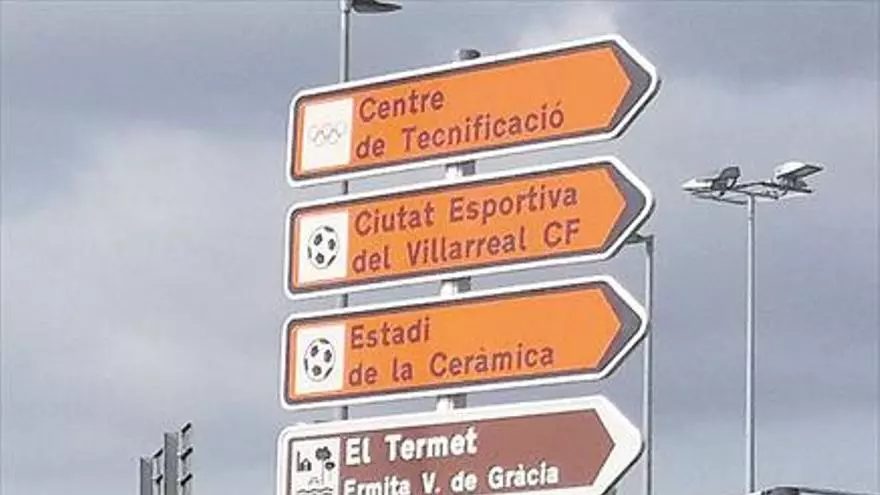 Centre
de Tecnificació
Ciutat Esportiva
del Villarreal CF
Estadi
de la Ceràmica
El Termet
Ermita V. de Gràcia